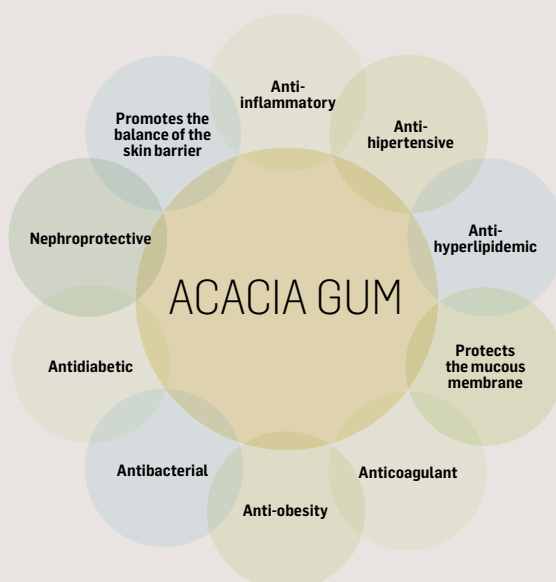 Anti-
inflammatory
Anti-
hipertensive
Anti-
hyperlipidemic
Protects
the mucous
membrane
Anticoagulant
Anti-obesity
Antibacterial
Antidiabetic
Nephroprotective
Promotes the
balance of the
skin barrier
ACACIA GUM